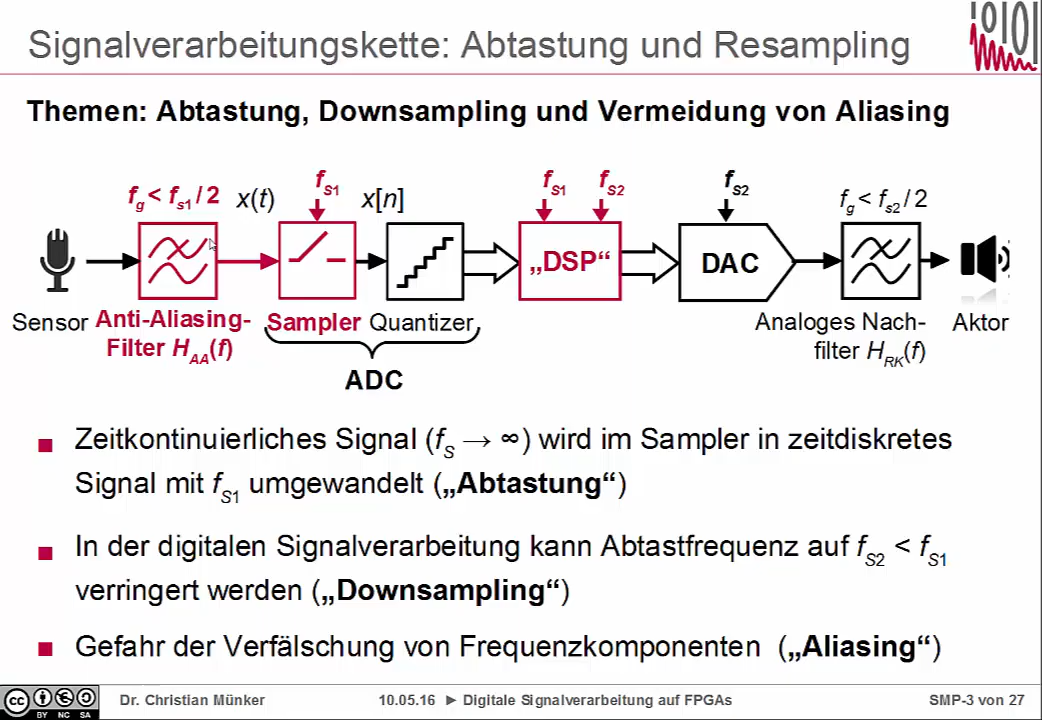 Signalverarbeitungskette: Abtastung und Resampling
Themen: Abtastung, Downsampling und Vermeidung von Aliasing
f_g < f_s1 / 2 x(t) f_S1 x[n] f_S1 f_S2 f_S2 f_g < f_s2 / 2
„DSP“ DAC
Sensor Anti-Aliasing- Sampler Quantizer Analoges Nach- Aktor
Filter H_AA(f) filter H_RK(f)
ADC
Zeitkontinuierliches Signal (f_S → ∞) wird im Sampler in zeitdiskretes
Signal mit f_S1 umgewandelt („Abtastung“)
In der digitalen Signalverarbeitung kann Abtastfrequenz auf f_S2 < f_S1
verringert werden („Downsampling“)
Gefahr der Verfälschung von Frequenzkomponenten („Aliasing“)
cc BY NC SA Dr. Christian Münker 10.05.16 ► Digitale Signalverarbeitung auf FPGAs SMP-3 von 27